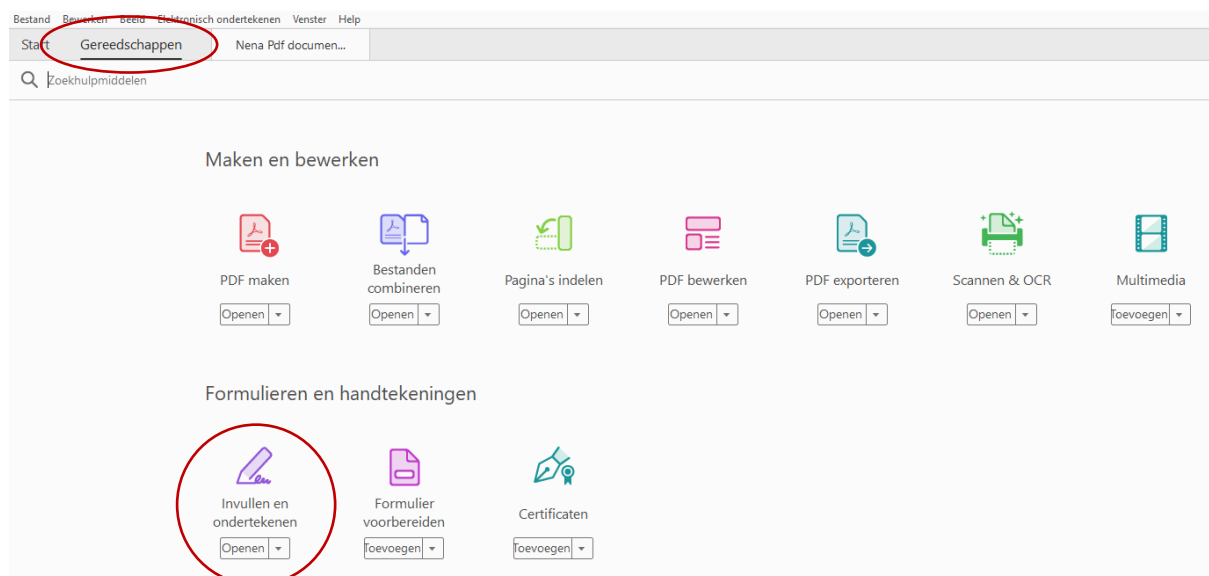 Bestand Bewerken Beeld Elektronisch ondertekenen Venster Help
Start Gereedschappen Nena Pdf documen...
Zoekhulpmiddelen
Maken en bewerken
PDF maken
Bestanden
combineren
Pagina's indelen
PDF bewerken
PDF exporteren
Scannen & OCR
Multimedia
Openen
Openen
Openen
Openen
Openen
Openen
Toevoegen
Formulieren en handtekeningen
Invullen en
ondertekenen
Formulier
voorbereiden
Certificaten
Openen
Toevoegen
Toevoegen